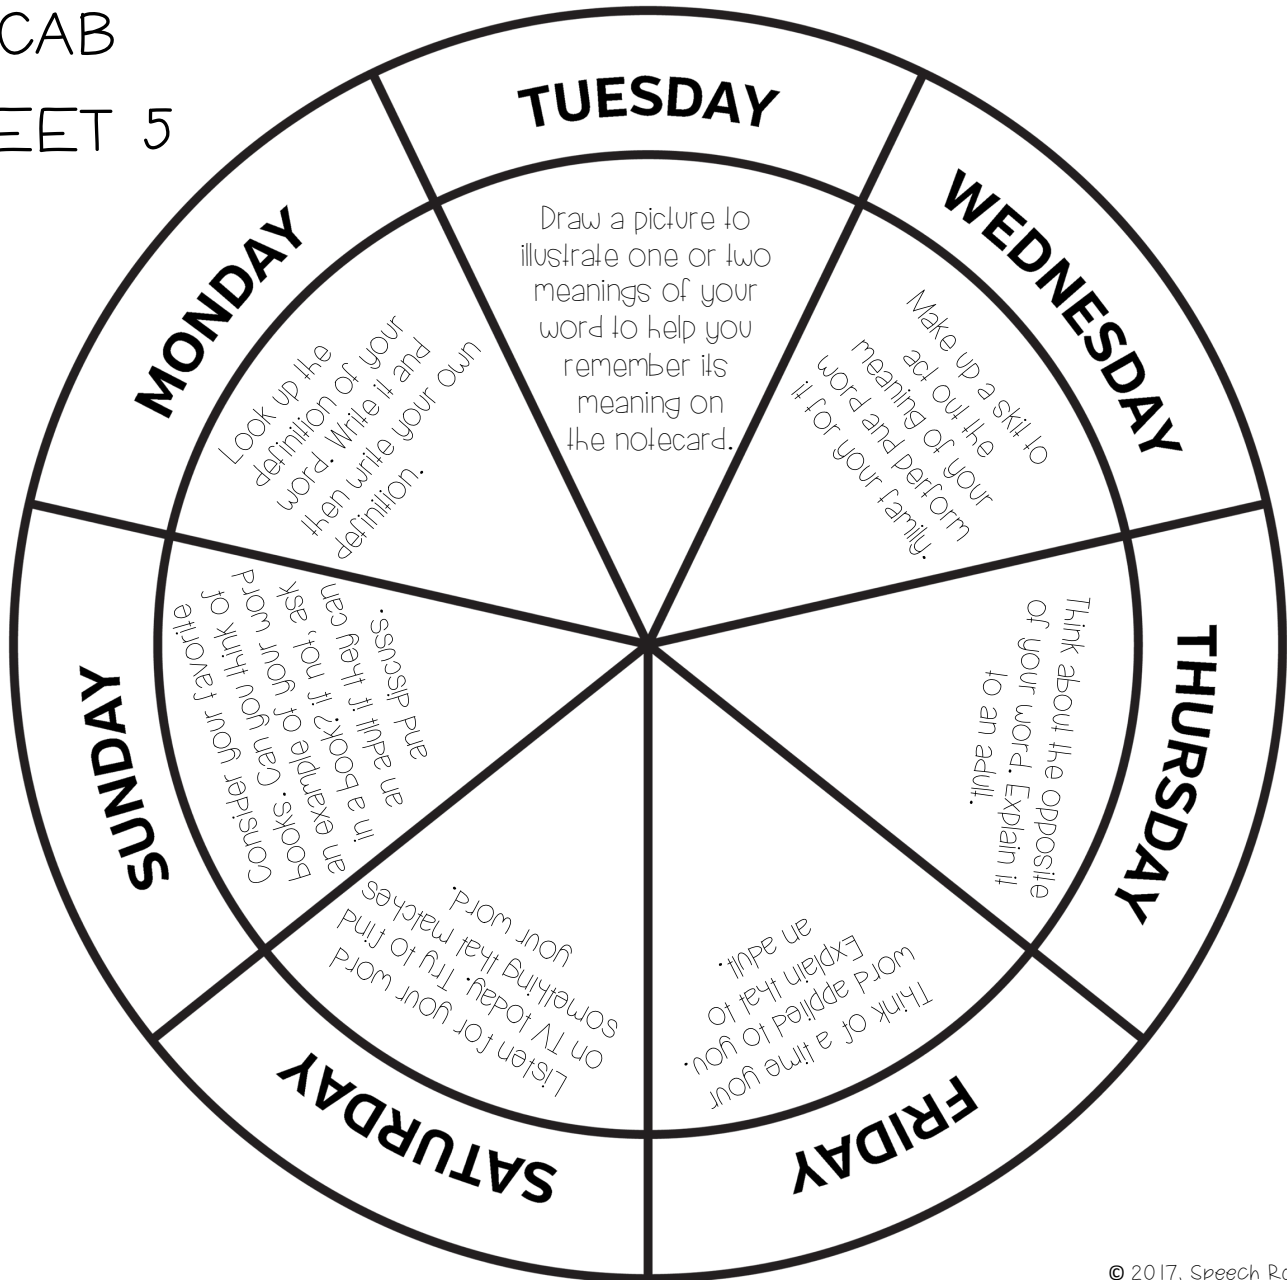 CAB
EET 5
MONDAY
Look up the
definition of your
word. Write it and
then write your own
definition.
TUESDAY
Draw a picture to
illustrate one or two
meanings of your
word to help you
remember its
meaning on
the notecard.
WEDNESDAY
Make up a skit to
act out the
meaning of your
word and perform
it for your family.
THURSDAY
Think about the opposite
of your word. Explain it
to an adult.
FRIDAY
Think of a time your
word applied to you.
Explain that to
an adult.
SATURDAY
Listen for your word
on TV today. Try to find
something that matches
your word.
SUNDAY
Consider your favorite
books. Can you think of
an example of your word
in a book? if not, ask
an adult if they can
and discuss.
© 2017. Speech Ro